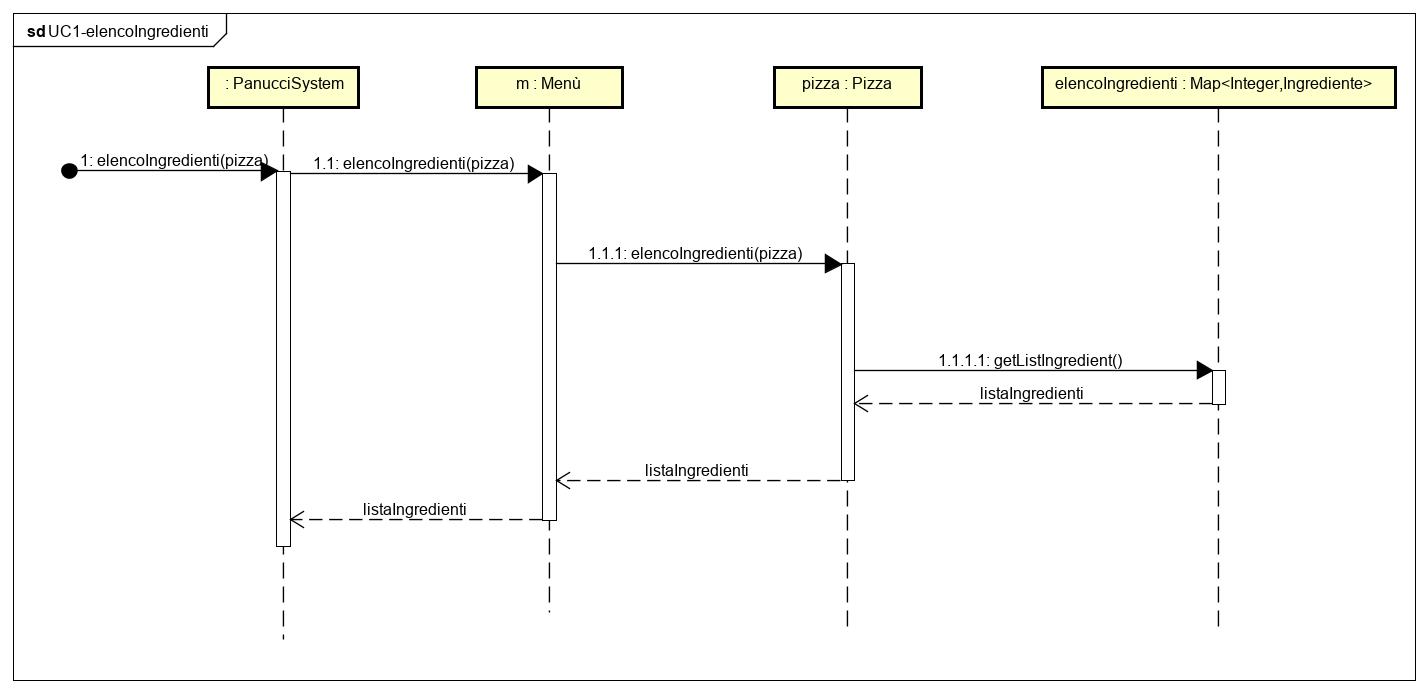 sd UC1-elencoIngredienti
: PanucciSystem
m : Menù
pizza : Pizza
elencoIngredienti : Map<Integer,Ingrediente>
1: elencoIngredienti(pizza)
1.1: elencoIngredienti(pizza)
1.1.1: elencoIngredienti(pizza)
1.1.1.1: getListIngredient()
listaIngredienti
listaIngredienti
listaIngredienti